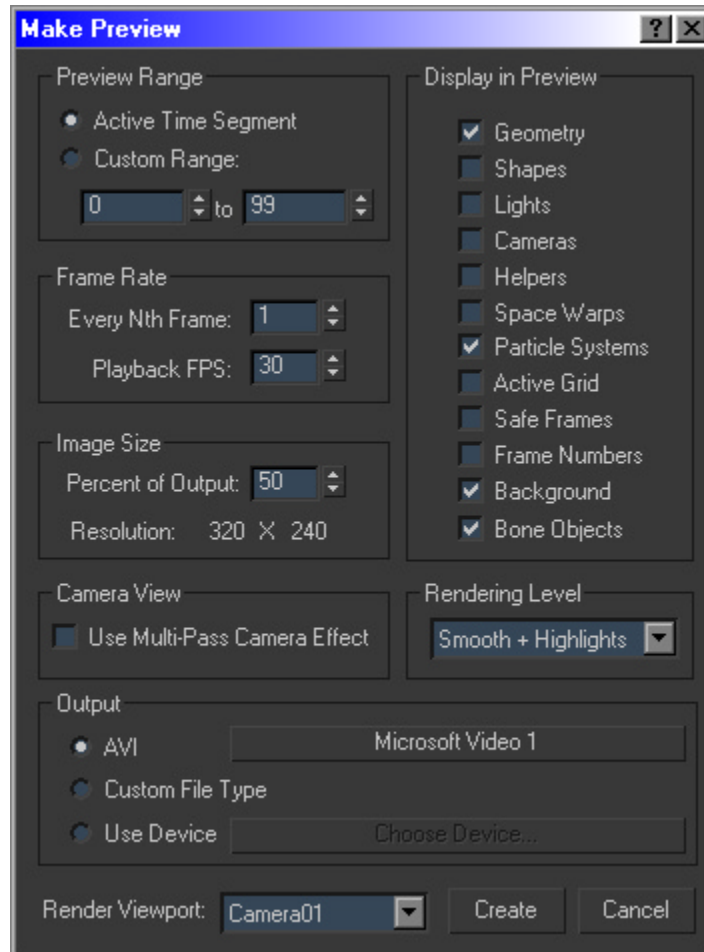 Make Preview
Preview Range
Active Time Segment
Custom Range:
0 to 99
Frame Rate
Every Nth Frame: 1
Playback FPS: 30
Image Size
Percent of Output: 50
Resolution: 320 X 240
Display in Preview
Geometry
Shapes
Lights
Cameras
Helpers
Space Warps
Particle Systems
Active Grid
Safe Frames
Frame Numbers
Background
Bone Objects
Camera View
Use Multi-Pass Camera Effect
Rendering Level
Smooth + Highlights
Output
AVI Microsoft Video 1
Custom File Type
Use Device Choose Device...
Render Viewport: Camera01 Create Cancel